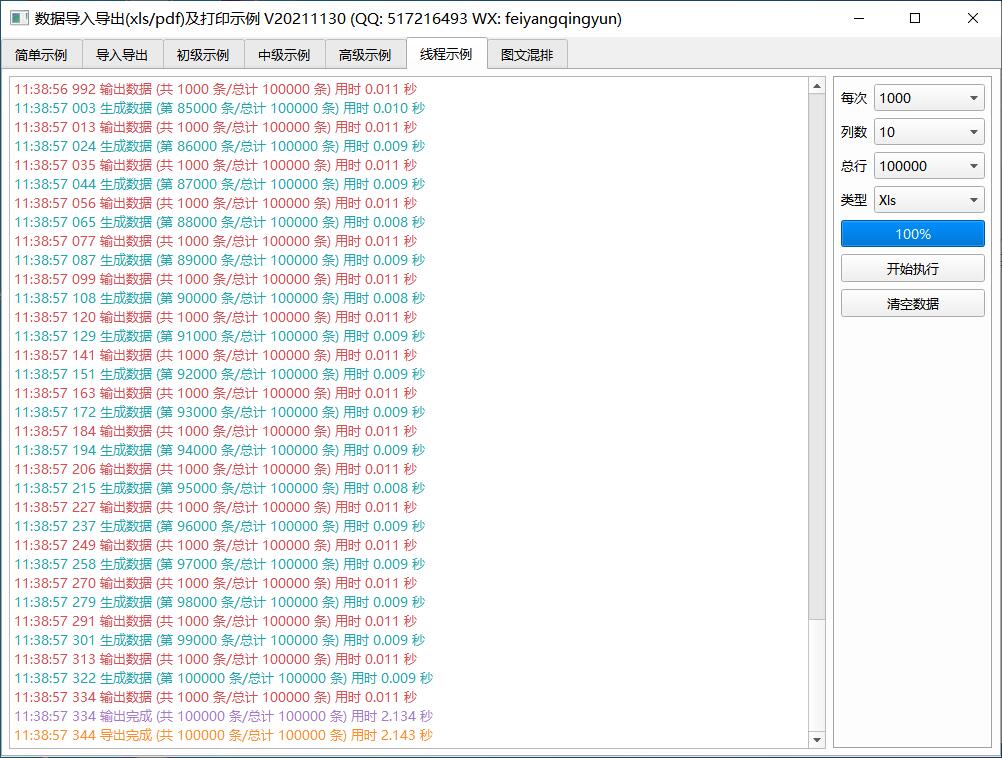 数据导入导出(xls/pdf)及打印示例 V20211130 (QQ: 517216493 WX: feiyangqingyun)
简单示例 导入导出 初级示例 中级示例 高级示例 线程示例 图文混排
11:38:56 992 输出数据 (共 1000 条/总计 100000 条) 用时 0.011 秒
11:38:57 003 生成数据 (第 85000 条/总计 100000 条) 用时 0.010 秒
11:38:57 013 输出数据 (共 1000 条/总计 100000 条) 用时 0.011 秒
11:38:57 024 生成数据 (第 86000 条/总计 100000 条) 用时 0.009 秒
11:38:57 035 输出数据 (共 1000 条/总计 100000 条) 用时 0.011 秒
11:38:57 044 生成数据 (第 87000 条/总计 100000 条) 用时 0.009 秒
11:38:57 056 输出数据 (共 1000 条/总计 100000 条) 用时 0.011 秒
11:38:57 065 生成数据 (第 88000 条/总计 100000 条) 用时 0.008 秒
11:38:57 077 输出数据 (共 1000 条/总计 100000 条) 用时 0.011 秒
11:38:57 087 生成数据 (第 89000 条/总计 100000 条) 用时 0.009 秒
11:38:57 099 输出数据 (共 1000 条/总计 100000 条) 用时 0.011 秒
11:38:57 108 生成数据 (第 90000 条/总计 100000 条) 用时 0.008 秒
11:38:57 120 输出数据 (共 1000 条/总计 100000 条) 用时 0.011 秒
11:38:57 129 生成数据 (第 91000 条/总计 100000 条) 用时 0.009 秒
11:38:57 141 输出数据 (共 1000 条/总计 100000 条) 用时 0.011 秒
11:38:57 151 生成数据 (第 92000 条/总计 100000 条) 用时 0.009 秒
11:38:57 163 输出数据 (共 1000 条/总计 100000 条) 用时 0.011 秒
11:38:57 172 生成数据 (第 93000 条/总计 100000 条) 用时 0.009 秒
11:38:57 184 输出数据 (共 1000 条/总计 100000 条) 用时 0.011 秒
11:38:57 194 生成数据 (第 94000 条/总计 100000 条) 用时 0.009 秒
11:38:57 206 输出数据 (共 1000 条/总计 100000 条) 用时 0.011 秒
11:38:57 215 生成数据 (第 95000 条/总计 100000 条) 用时 0.008 秒
11:38:57 227 输出数据 (共 1000 条/总计 100000 条) 用时 0.011 秒
11:38:57 237 生成数据 (第 96000 条/总计 100000 条) 用时 0.009 秒
11:38:57 249 输出数据 (共 1000 条/总计 100000 条) 用时 0.011 秒
11:38:57 258 生成数据 (第 97000 条/总计 100000 条) 用时 0.009 秒
11:38:57 270 输出数据 (共 1000 条/总计 100000 条) 用时 0.011 秒
11:38:57 279 生成数据 (第 98000 条/总计 100000 条) 用时 0.009 秒
11:38:57 291 输出数据 (共 1000 条/总计 100000 条) 用时 0.011 秒
11:38:57 301 生成数据 (第 99000 条/总计 100000 条) 用时 0.009 秒
11:38:57 313 输出数据 (共 1000 条/总计 100000 条) 用时 0.011 秒
11:38:57 322 生成数据 (第 100000 条/总计 100000 条) 用时 0.009 秒
11:38:57 334 输出数据 (共 1000 条/总计 100000 条) 用时 0.011 秒
11:38:57 334 输出完成 (共 100000 条/总计 100000 条) 用时 2.134 秒
11:38:57 344 导出完成 (共 100000 条/总计 100000 条) 用时 2.143 秒
每次 1000
列数 10
总行 100000
类型 Xls
100%
开始执行
清空数据